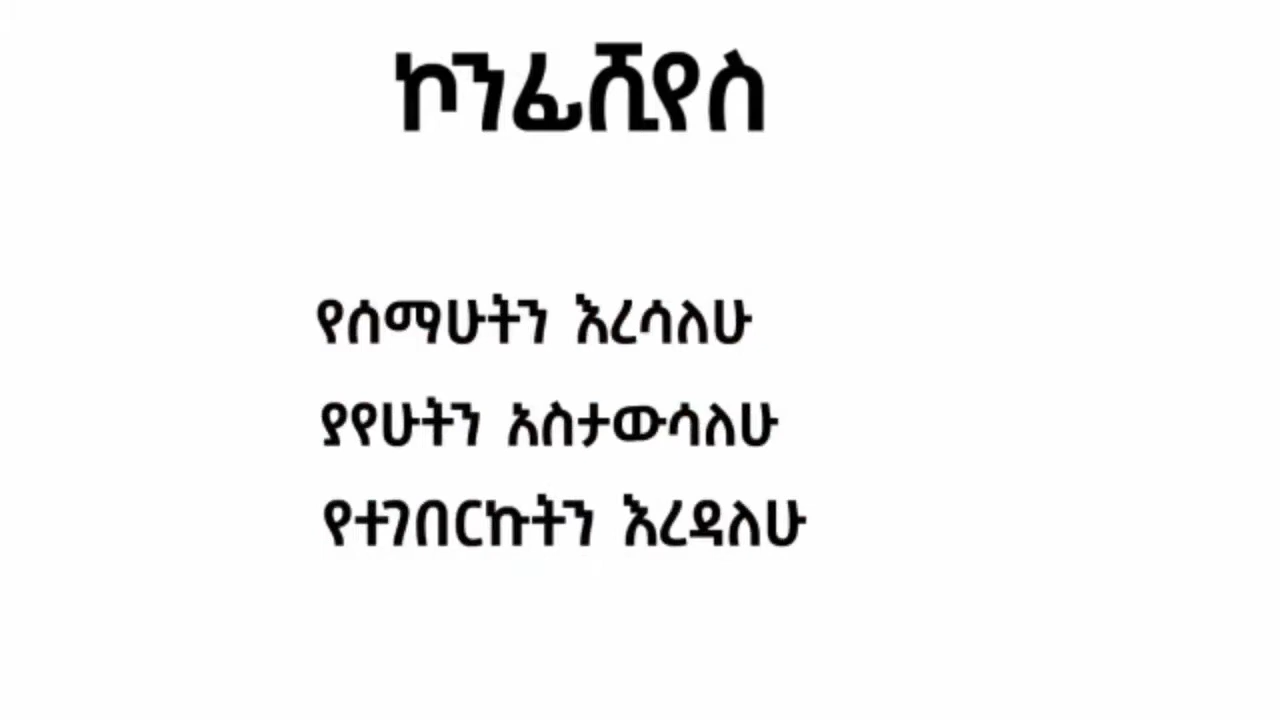 ኮንፊሺየስ
የሰማሁትን እረሳለሁ
ያየሁትን አስታውሳለሁ
የተገበርኩትን እረዳለሁ